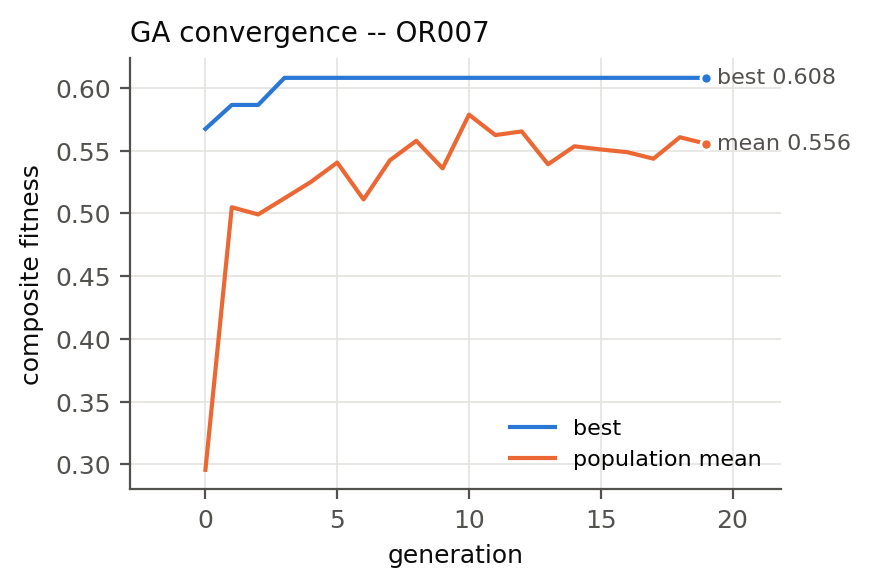 GA convergence -- OR007
composite fitness
0.60
0.55
0.50
0.45
0.40
0.35
0.30
best 0.608
mean 0.556
best
population mean
0 5 10 15 20
generation